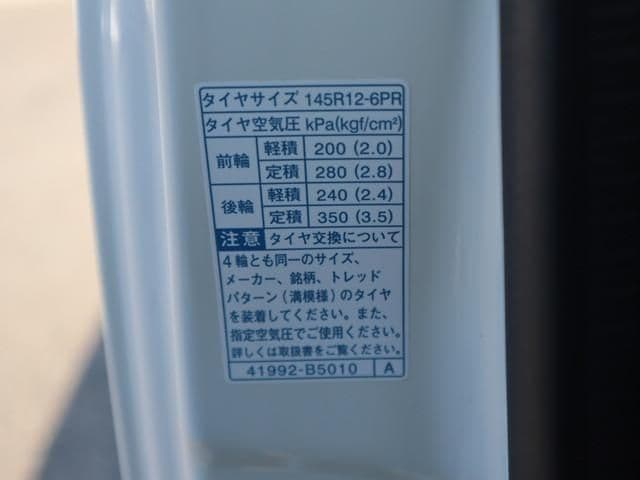 タイヤサイズ 145R12-6PR
タイヤ空気圧 kPa(kgf/cm²)
前輪 軽積 200 (2.0)
定積 280 (2.8)
後輪 軽積 240 (2.4)
定積 350 (3.5)
注意 タイヤ交換について
4輪とも同一のサイズ、
メーカー、銘柄、トレッド
パターン(溝模様)のタイヤ
を装着してください。また、
指定空気圧でご使用ください。
詳しくは取扱書をご覧ください。
41992-B5010 A